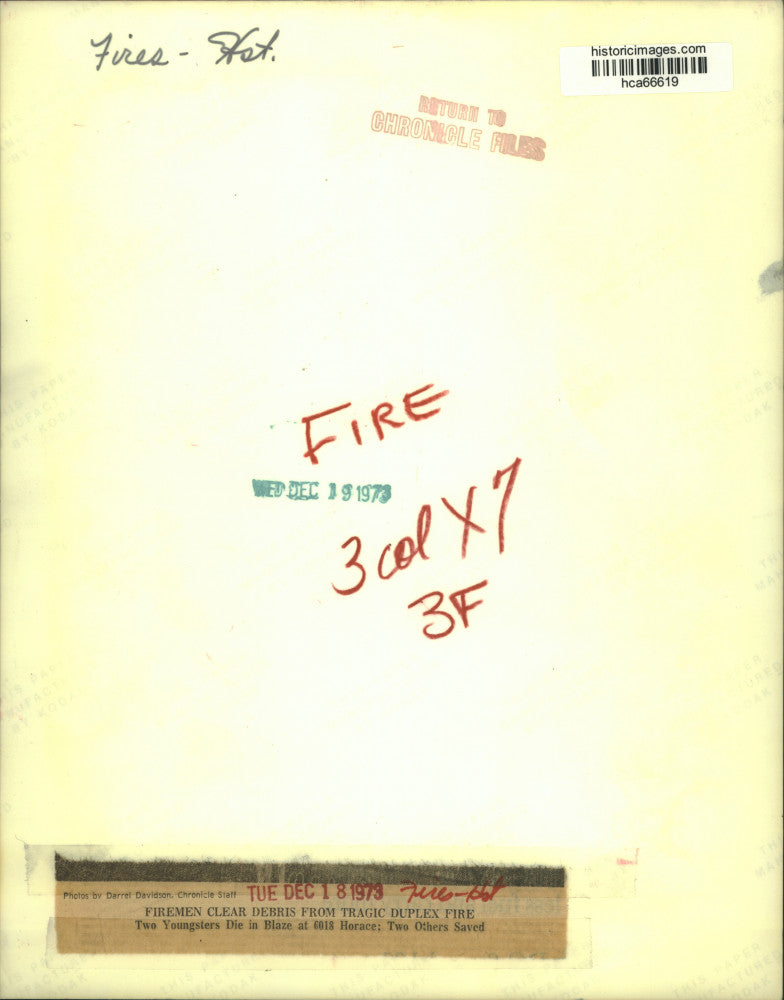 Fires - Hst.
historicimages.com
hca66619
RETURN TO
CHRONICLE FILES
FIRE
WED DEC 19 1973
3 col X 7
3F
Photos by Darrel Davidson, Chronicle Staff
TUE DEC 18 1973
Fires-Hst
FIREMEN CLEAR DEBRIS FROM TRAGIC DUPLEX FIRE
Two Youngsters Die in Blaze at 6018 Horace; Two Others Saved